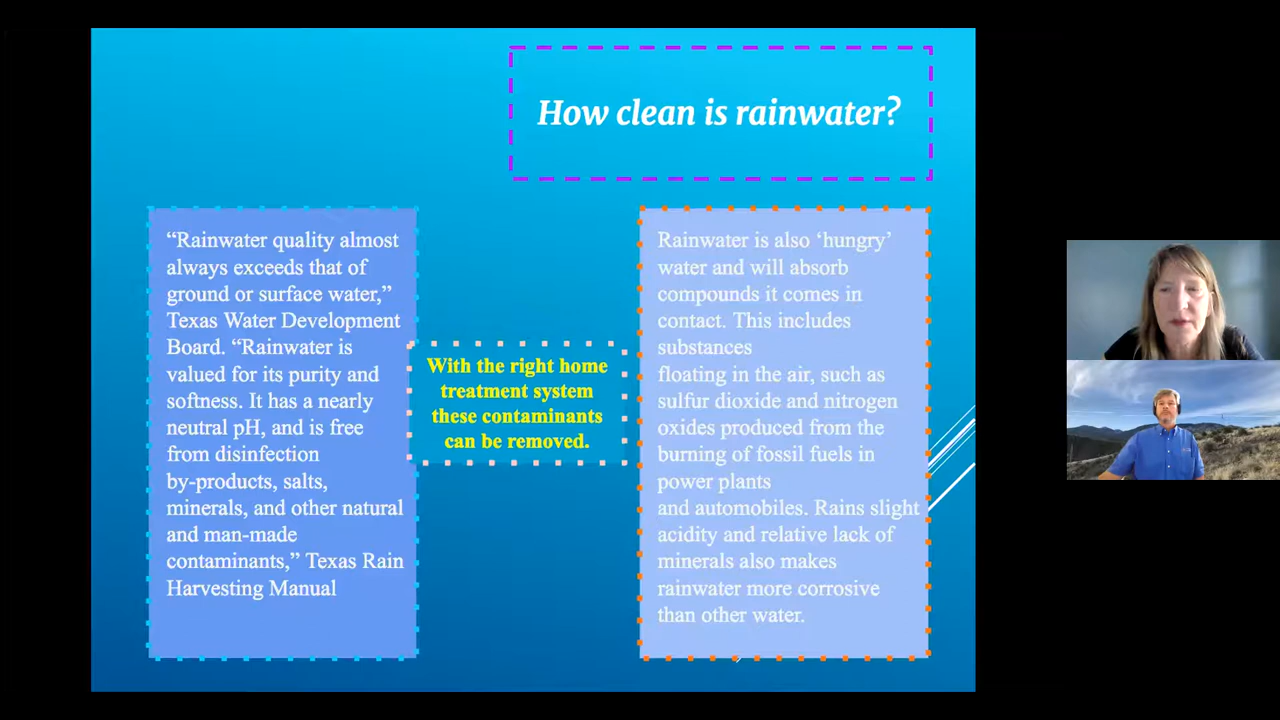 How clean is rainwater?
“Rainwater quality almost
always exceeds that of
ground or surface water,”
Texas Water Development
Board. “Rainwater is
valued for its purity and
softness. It has a nearly
neutral pH, and is free
from disinfection
by-products, salts,
minerals, and other natural
and man-made
contaminants,” Texas Rain
Harvesting Manual
With the right home
treatment system
these contaminants
can be removed.
Rainwater is also ‘hungry’
water and will absorb
compounds it comes in
contact. This includes
substances
floating in the air, such as
sulfur dioxide and nitrogen
oxides produced from the
burning of fossil fuels in
power plants
and automobiles. Rains slight
acidity and relative lack of
minerals also makes
rainwater more corrosive
than other water.